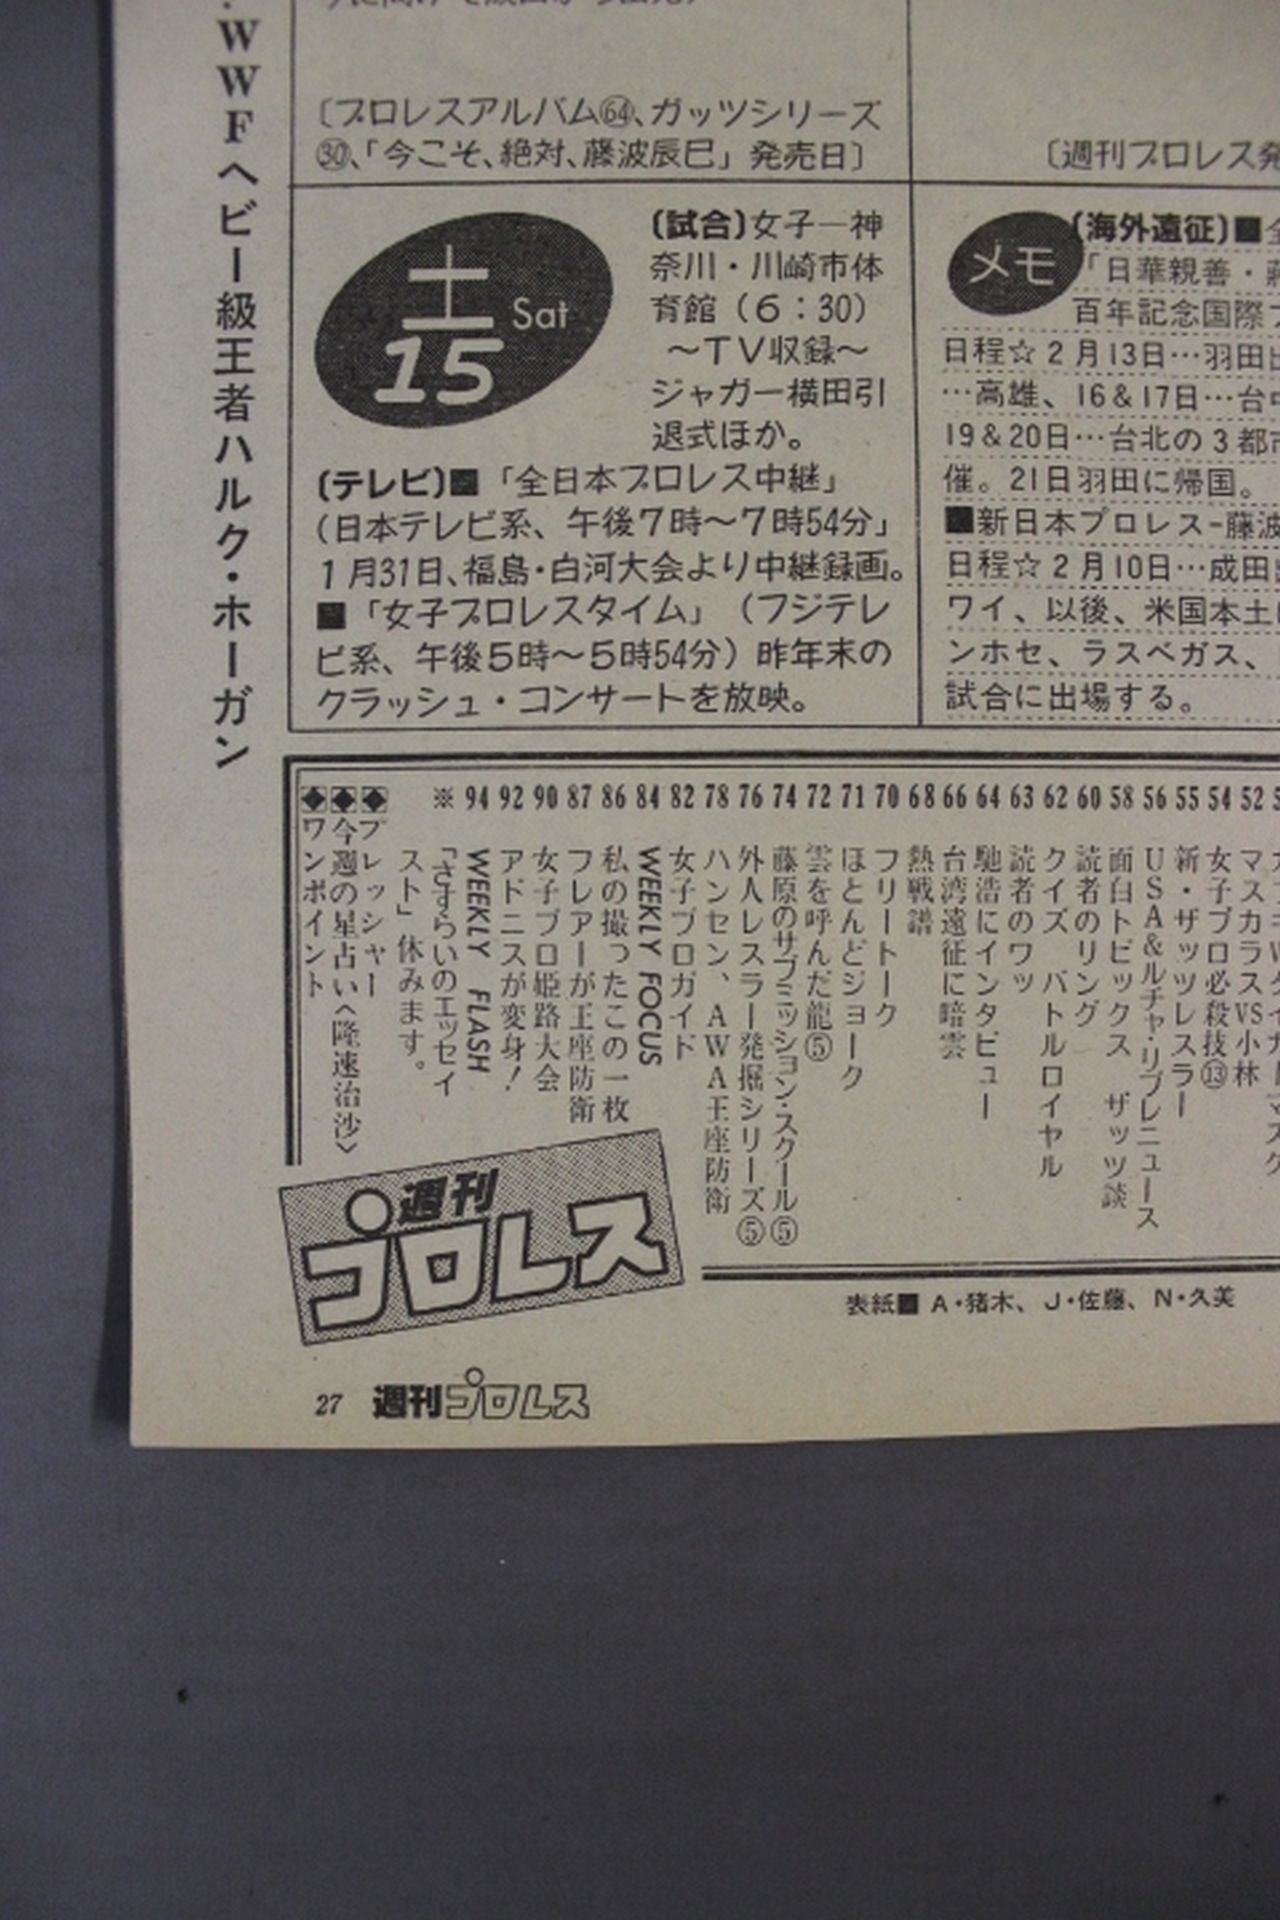 WWFヘビー級王者ハルク・ホーガン
〔プロレスアルバム64、ガッツシリーズ
30、「今こそ、絶対、藤波辰巳」発売日〕
〔週刊プロレス発
土
Sat
15
〔試合〕女子―神
奈川・川崎市体
育館（6：30）
〜TV収録〜
ジャガー横田引
退式ほか。
〔テレビ〕■「全日本プロレス中継」
（日本テレビ系、午後7時〜7時54分」
1月31日、福島・白河大会より中継録画。
■「女子プロレスタイム」（フジテレ
ビ系、午後5時〜5時54分）昨年末の
クラッシュ・コンサートを放映。
メモ
〔海外遠征〕■全
「日華親善・
百年記念国際
日程☆2月13日…羽田出
…高雄、16＆17日…台中
19＆20日…台北の3都市
催。21日羽田に帰国。
■新日本プロレス−藤波
日程☆2月10日…成田
ワイ、以後、米国本土
ンホセ、ラスベガス、
試合に出場する。
52 マスカラスVS小林
54 女子プロ必殺技⑬
55 新・ザッツレスラー
56 USA＆ルチャ・リブレニュース
58 面白トピックス ザッツ談
60 読者のリング
62 クイズ バトルロイヤル
63 読者のワッ
64 馳浩にインタビュー
66 台湾遠征に暗雲
68 熱戦譜
70 フリートーク
71 ほとんどジョーク
72 雲を呼んだ龍⑤
74 藤原のサブミッション・スクール⑤
76 外人レスラー発掘シリーズ⑤
78 ハンセン、AWA王座防衛
82 女子プロガイド
84 WEEKLY FOCUS
86 私の撮ったこの一枚
87 フレアーが王座防衛
90 女子プロ姫路大会
92 アドニスが変身！
94 WEEKLY FLASH
※「さすらいのエッセイ
スト」休みます。
◆プレッシャー
◆今週の星占い〈隆速治沙〉
◆ワンポイント
週刊
プロレス
表紙■ A・猪木、J・佐藤、N・久美
27 週刊プロレス